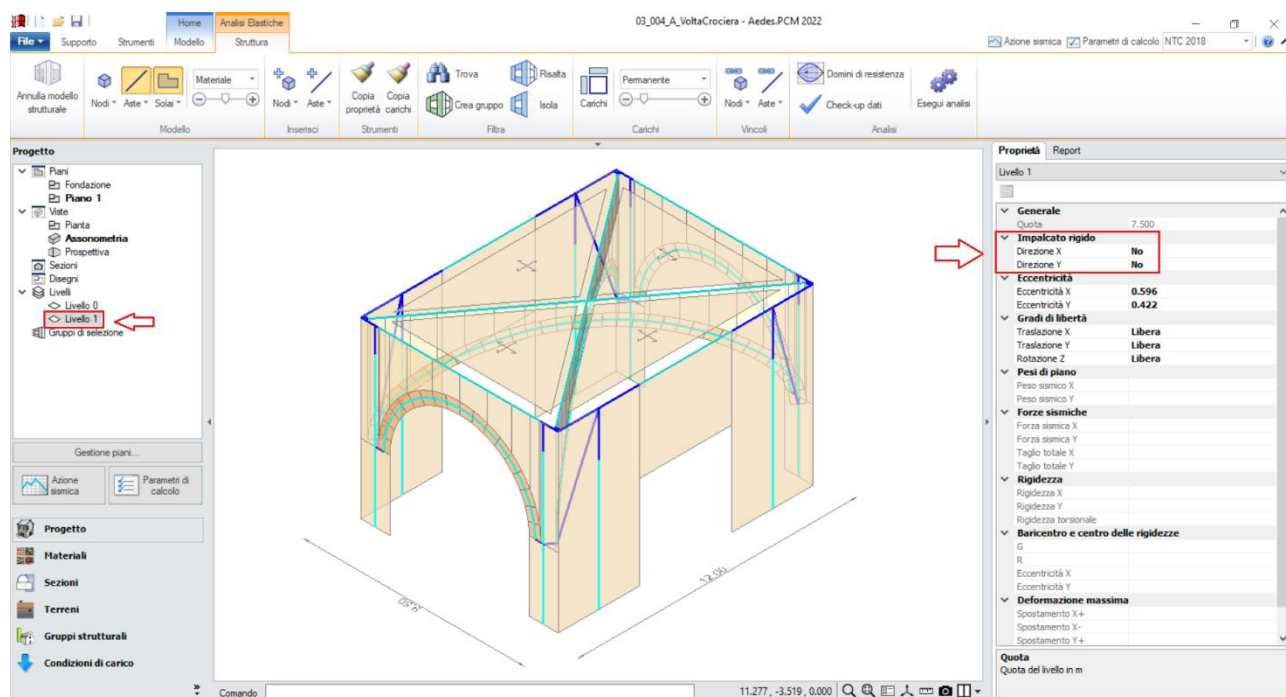 03_004_A_VoltaCrociera - Aedes.PCM 2022
Home
Analisi Elastiche
File
Supporto
Strumenti
Modello
Struttura
Azione sismica
Parametri di calcolo
NTC 2018
Annulla modello strutturale
Nodi
Aste
Solai
Materiale
Modello
Nodi
Aste
Inserisci
Copia proprietà
Copia carichi
Strumenti
Trova
Crea gruppo
Risalta
Isola
Filtra
Carichi
Permanente
Carichi
Nodi
Aste
Vincoli
Domini di resistenza
Check-up dati
Esegui analisi
Analisi
Progetto
Piani
Fondazione
Piano 1
Viste
Pianta
Assonometria
Prospettiva
Sezioni
Disegni
Livelli
Livello 0
Livello 1
Gruppi di selezione
Gestione piani...
Azione sismica
Parametri di calcolo
Progetto
Materiali
Sezioni
Terreni
Gruppi strutturali
Condizioni di carico
9.50
12.00
Comando
11.277 , -3.519 , 0.000
Proprietà
Report
Livello 1
Generale
Quota 7.500
Impalcato rigido
Direzione X No
Direzione Y No
Eccentricità
Eccentricità X 0.596
Eccentricità Y 0.422
Gradi di libertà
Traslazione X Libera
Traslazione Y Libera
Rotazione Z Libera
Pesi di piano
Peso sismico X
Peso sismico Y
Forze sismiche
Forza sismica X
Forza sismica Y
Taglio totale X
Taglio totale Y
Rigidezza
Rigidezza X
Rigidezza Y
Rigidezza torsionale
Baricentro e centro delle rigidezze
G
R
Eccentricità X
Eccentricità Y
Deformazione massima
Spostamento X+
Spostamento X-
Spostamento Y+
Quota
Quota del livello in m